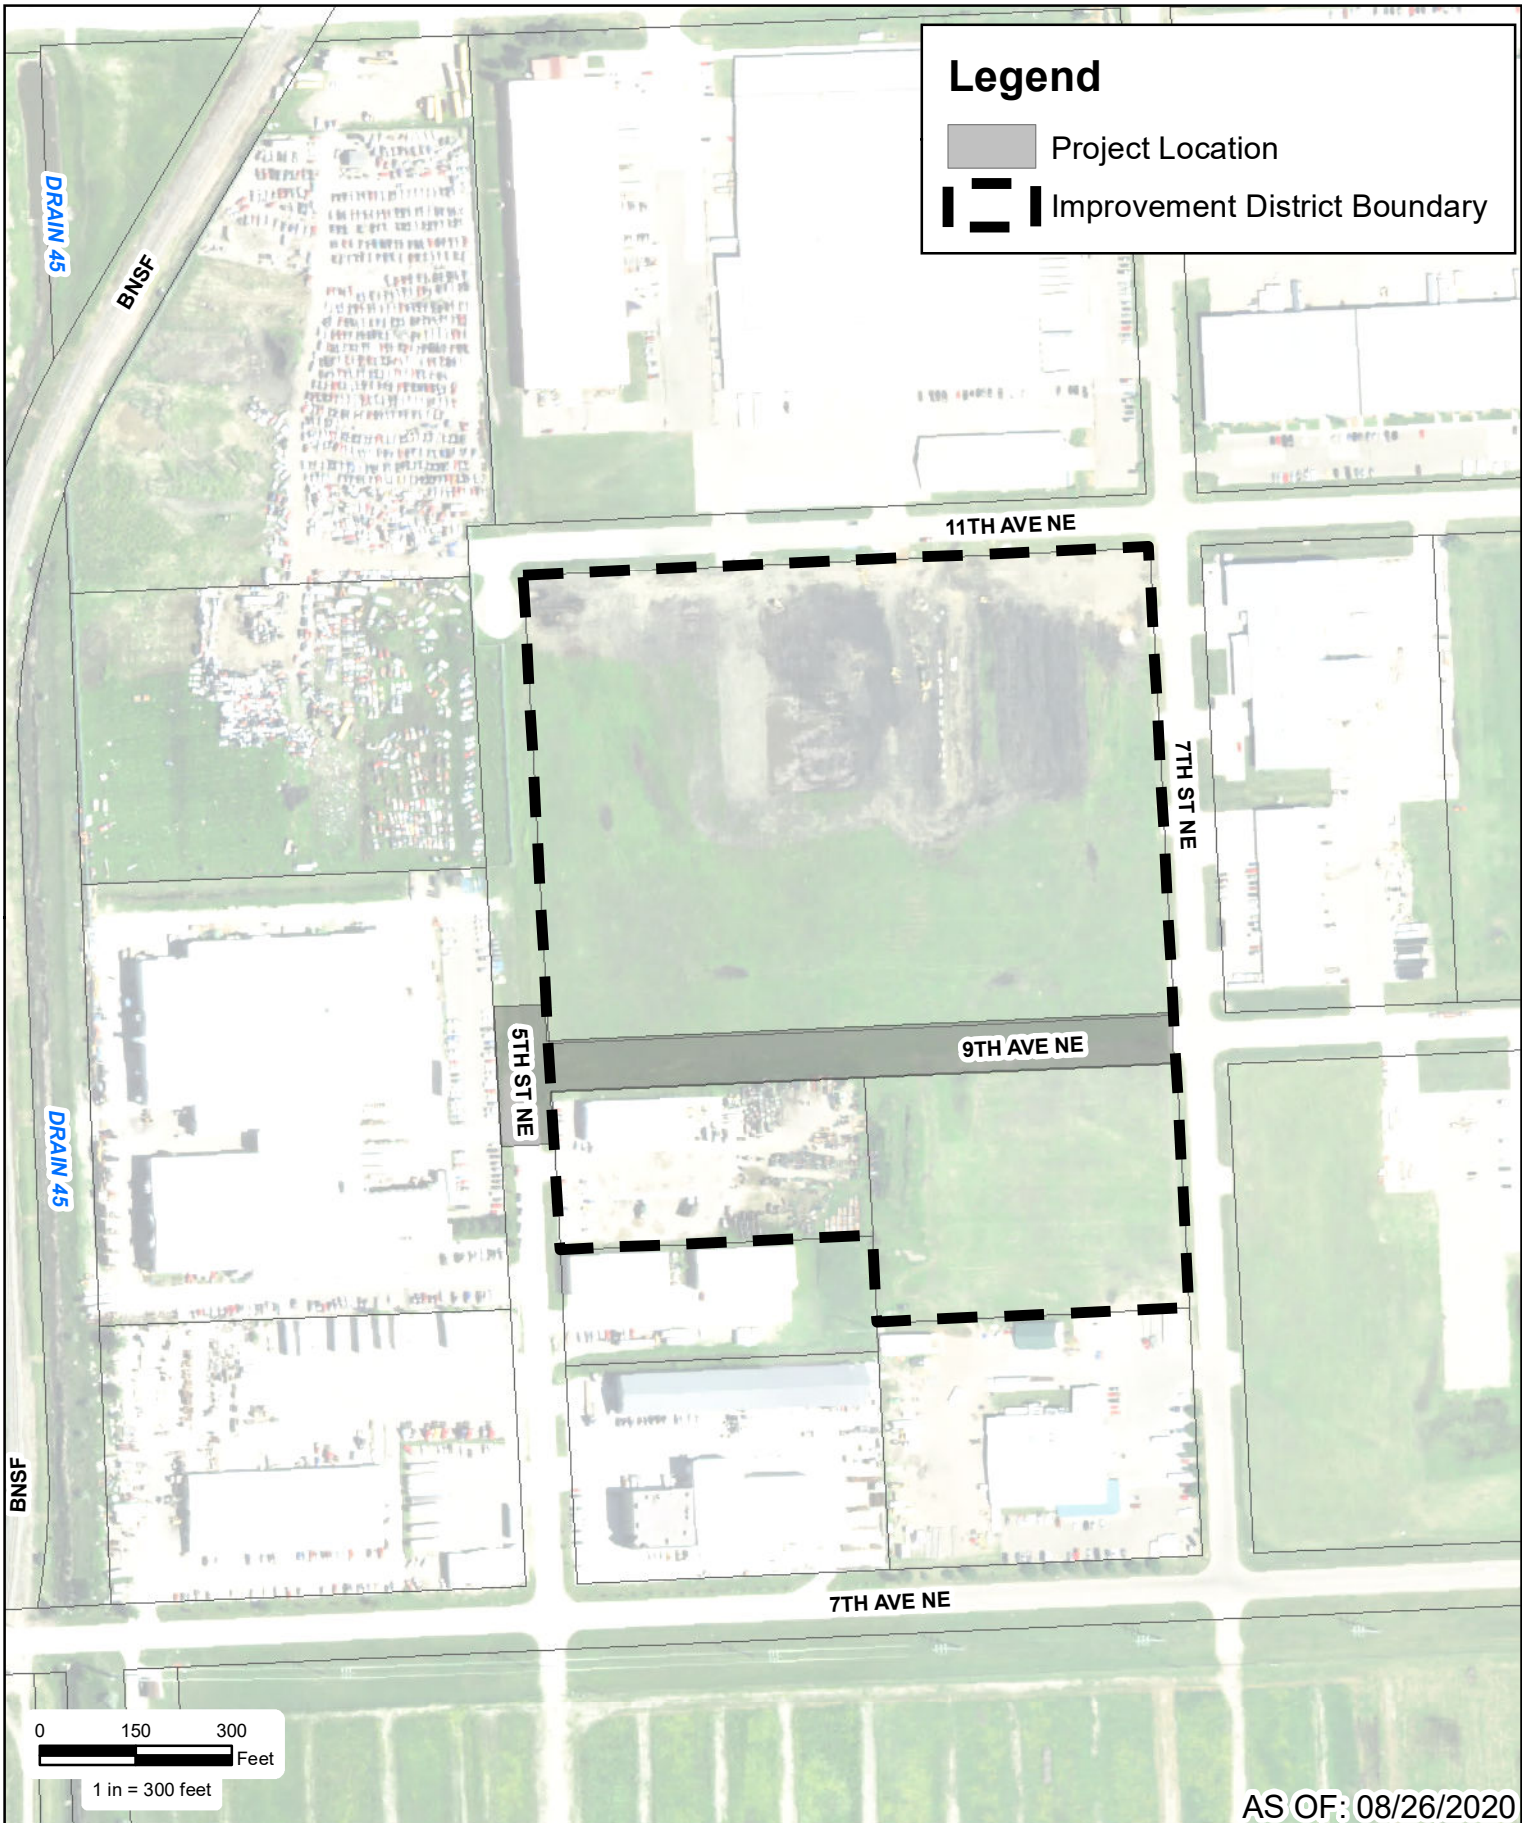 Legend
Project Location
Improvement District Boundary
DRAIN 45
BNSF
11TH AVE NE
7TH ST NE
5TH ST NE
9TH AVE NE
DRAIN 45
BNSF
7TH AVE NE
0 150 300
Feet
1 in = 300 feet
AS OF: 08/26/2020